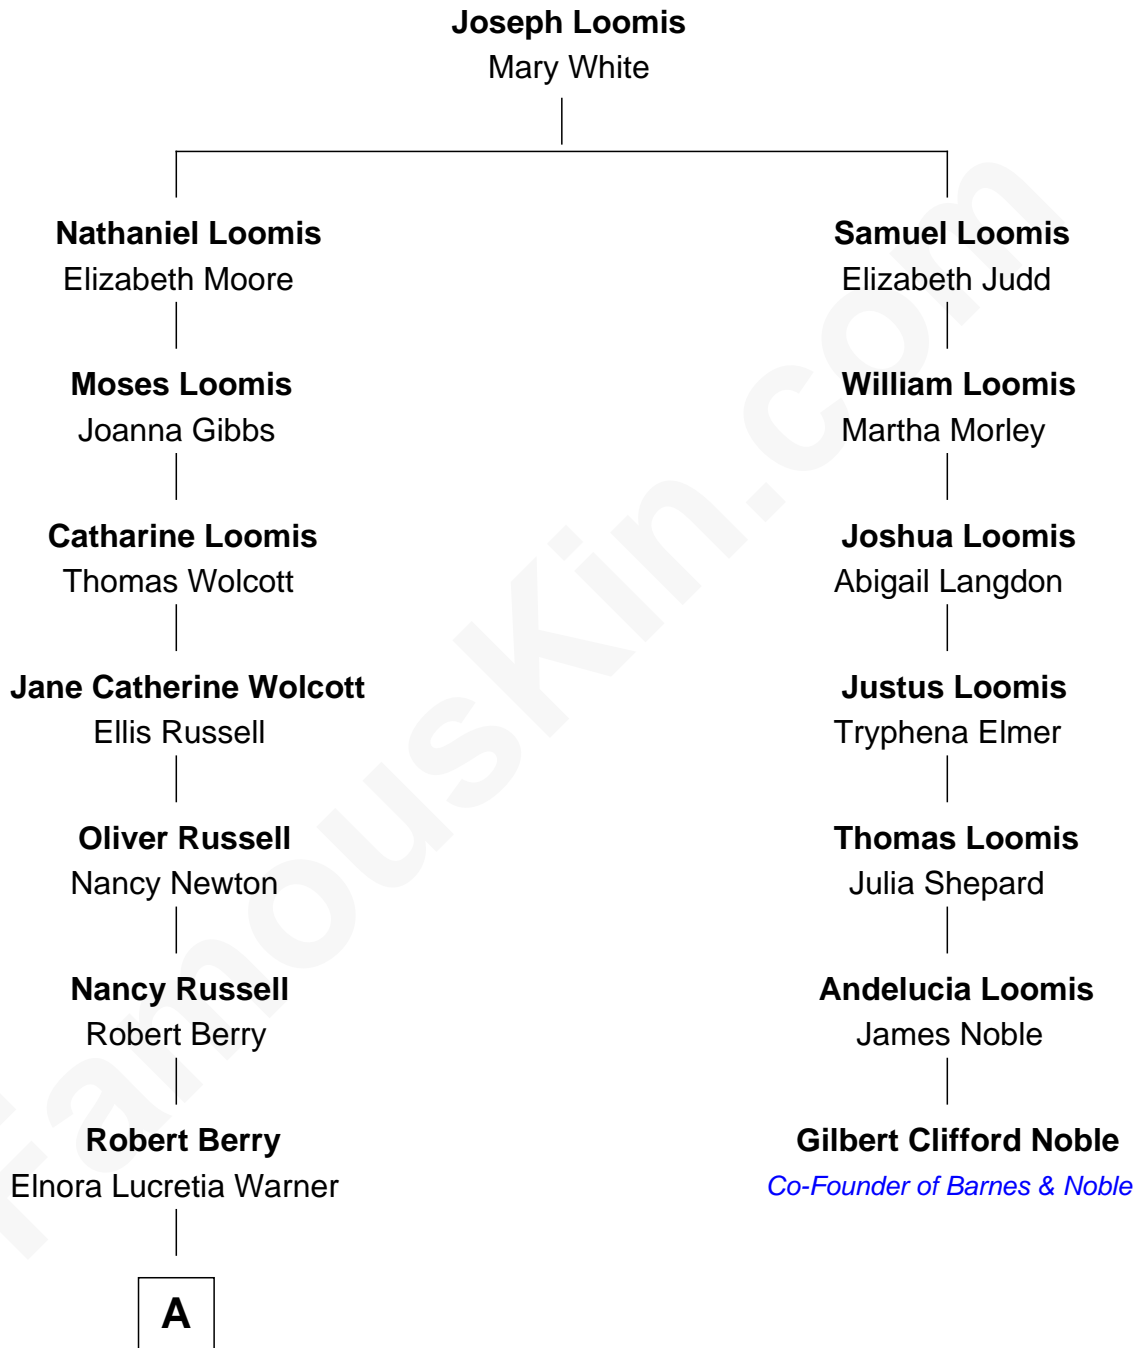 Joseph Loomis
Mary White
Nathaniel Loomis
Elizabeth Moore
Moses Loomis
Joanna Gibbs
Catharine Loomis
Thomas Wolcott
Jane Catherine Wolcott
Ellis Russell
Oliver Russell
Nancy Newton
Nancy Russell
Robert Berry
Robert Berry
Elnora Lucretia Warner
A
Samuel Loomis
Elizabeth Judd
William Loomis
Martha Morley
Joshua Loomis
Abigail Langdon
Justus Loomis
Tryphena Elmer
Thomas Loomis
Julia Shepard
Andelucia Loomis
James Noble
Gilbert Clifford Noble
Co-Founder of Barnes & Noble
FamousKin.com